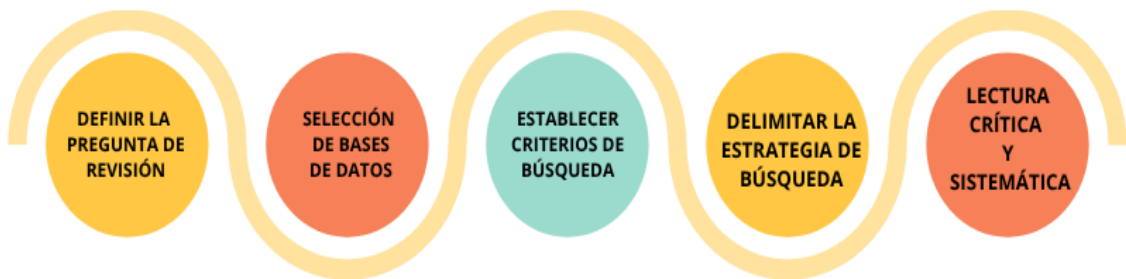 DEFINIR LA
PREGUNTA DE
REVISIÓN
SELECCIÓN
DE BASES
DE DATOS
ESTABLECER
CRITERIOS DE
BÚSQUEDA
DELIMITAR LA
ESTRATEGIA DE
BÚSQUEDA
LECTURA
CRÍTICA
Y
SISTEMÁTICA